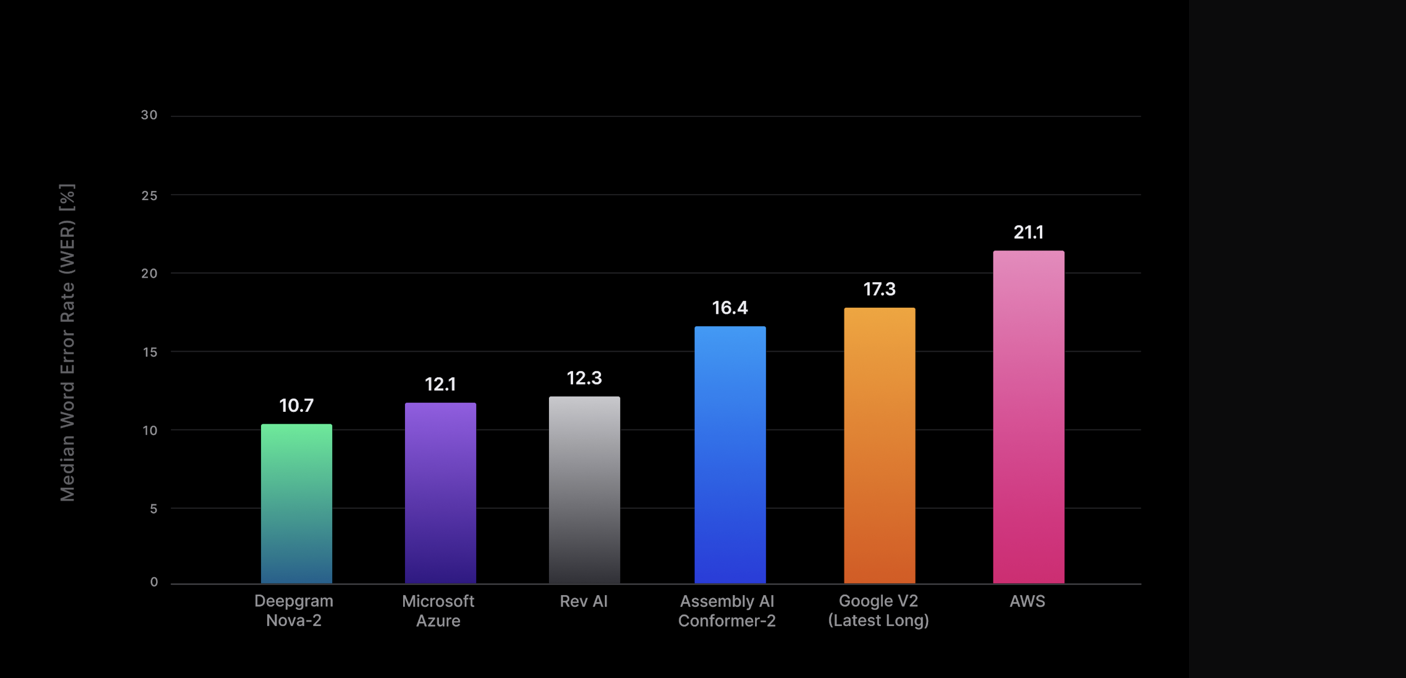 Median Word Error Rate (WER) [%]
30
25
20
15
10
5
0
10.7
12.1
12.3
16.4
17.3
21.1
Deepgram
Nova-2
Microsoft
Azure
Rev AI
Assembly AI
Conformer-2
Google V2
(Latest Long)
AWS